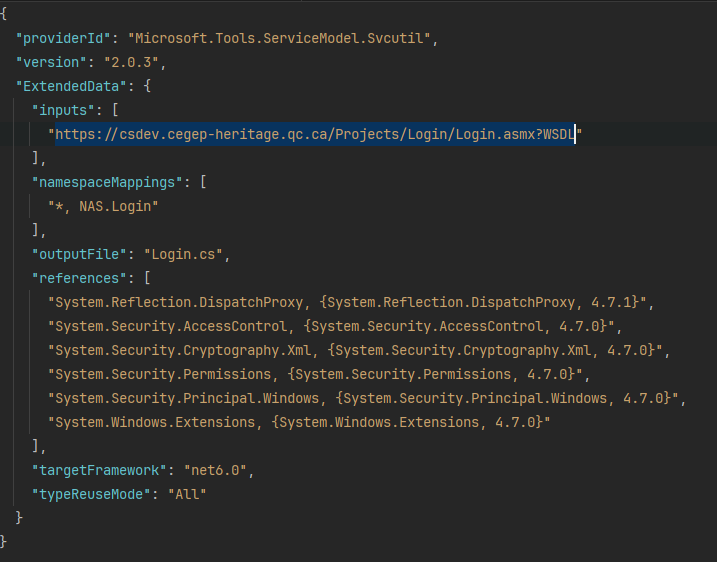 {
"providerId": "Microsoft.Tools.ServiceModel.Svcutil",
"version": "2.0.3",
"ExtendedData": {
"inputs": [
"https://csdev.cegep-heritage.qc.ca/Projects/Login/Login.asmx?WSDL"
],
"namespaceMappings": [
"*, NAS.Login"
],
"outputFile": "Login.cs",
"references": [
"System.Reflection.DispatchProxy, {System.Reflection.DispatchProxy, 4.7.1}",
"System.Security.AccessControl, {System.Security.AccessControl, 4.7.0}",
"System.Security.Cryptography.Xml, {System.Security.Cryptography.Xml, 4.7.0}",
"System.Security.Permissions, {System.Security.Permissions, 4.7.0}",
"System.Security.Principal.Windows, {System.Security.Principal.Windows, 4.7.0}",
"System.Windows.Extensions, {System.Windows.Extensions, 4.7.0}"
],
"targetFramework": "net6.0",
"typeReuseMode": "All"
}
}